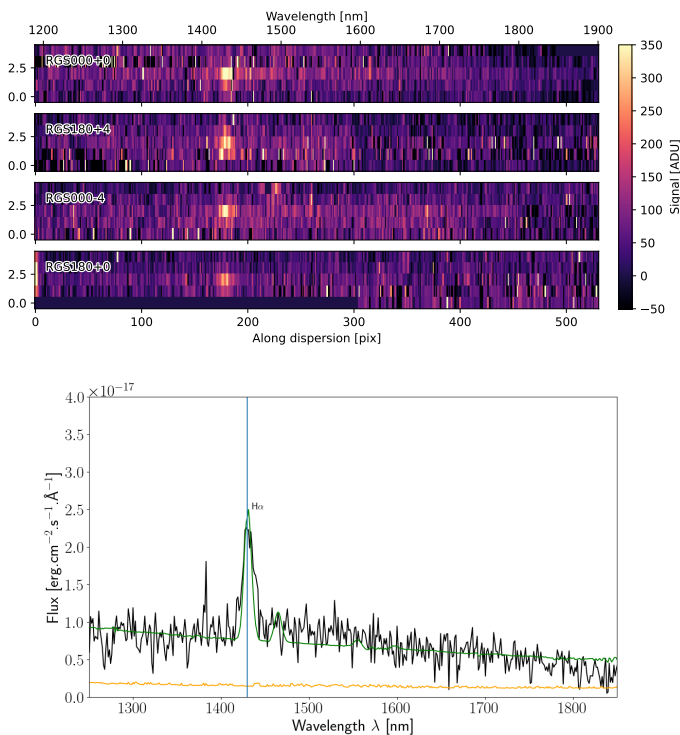 Wavelength [nm]
1200 1300 1400 1500 1600 1700 1800 1900
RGS000+0
2.5
0.0
RGS180+4
2.5
0.0
RGS000-4
2.5
0.0
RGS180+0
2.5
0.0
0 100 200 300 400 500
Along dispersion [pix]
350
300
250
200
150
100
50
0
−50
Signal [ADU]
×10⁻¹⁷
4.0
3.5
3.0
2.5
2.0
1.5
1.0
0.5
0.0
Flux [erg.cm⁻².s⁻¹.Å⁻¹]
Hα
1300 1400 1500 1600 1700 1800
Wavelength λ [nm]